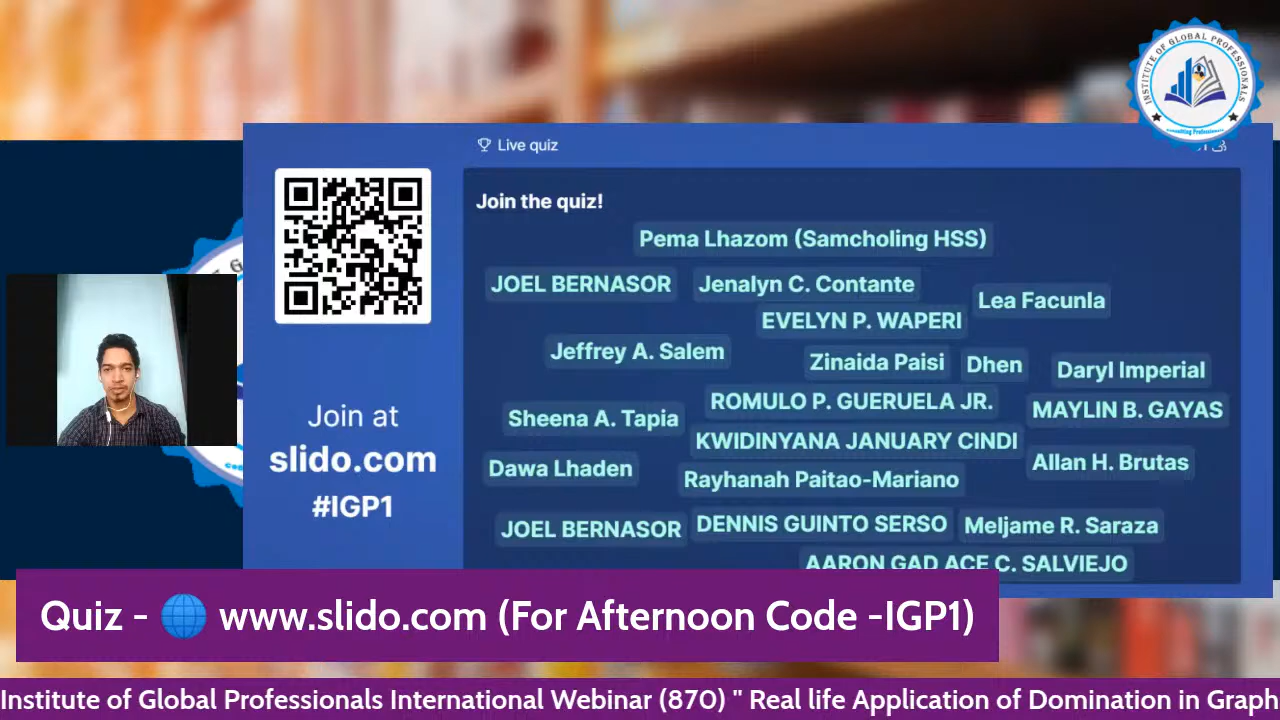 INSTITUTE OF GLOBAL PROFESSIONALS
Consulting Professionals
Live quiz
Join the quiz!
Pema Lhazom (Samcholing HSS)
JOEL BERNASOR
Jenalyn C. Contante
Lea Facunla
EVELYN P. WAPERI
Jeffrey A. Salem
Zinaida Paisi
Dhen
Daryl Imperial
ROMULO P. GUERUELA JR.
MAYLIN B. GAYAS
Sheena A. Tapia
KWIDINYANA JANUARY CINDI
Allan H. Brutas
Dawa Lhaden
Rayhanah Paitao-Mariano
JOEL BERNASOR
DENNIS GUINTO SERSO
Meljame R. Saraza
AARON GAD ACE C. SALVIEJO
Join at
slido.com
#IGP1
Quiz - 🌐 www.slido.com (For Afternoon Code -IGP1)
Institute of Global Professionals International Webinar (870) " Real life Application of Domination in Graph